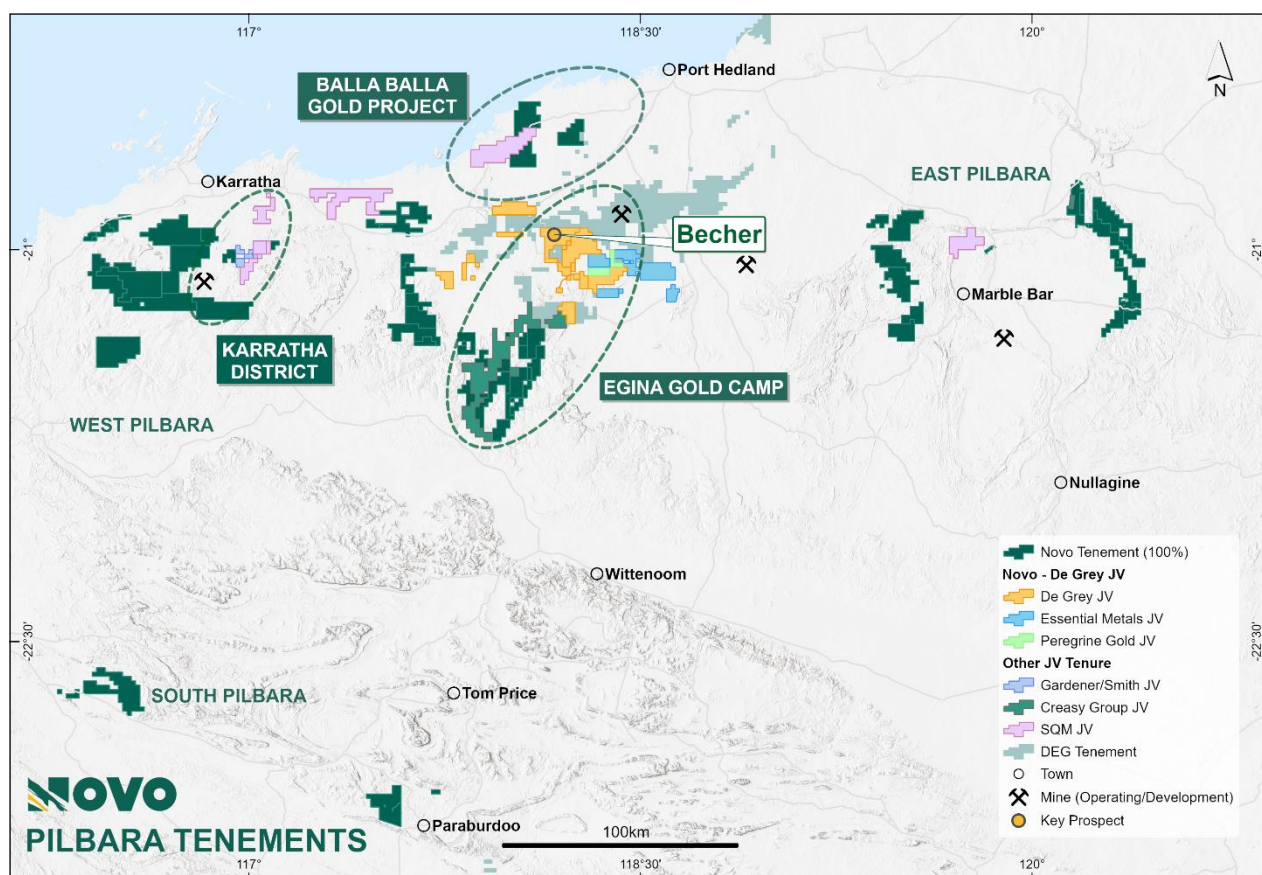 117°
118°30'
120°
BALLA BALLA
GOLD PROJECT
Port Hedland
N
Karratha
EAST PILBARA
-21°
Becher
-21°
Marble Bar
KARRATHA
DISTRICT
EGINA GOLD CAMP
WEST PILBARA
Nullagine
Wittenoom
-22°30'
-22°30'
SOUTH PILBARA
Tom Price
Paraburdoo
Novo Tenement (100%)
Novo - De Grey JV
De Grey JV
Essential Metals JV
Peregrine Gold JV
Other JV Tenure
Gardener/Smith JV
Creasy Group JV
SQM JV
DEG Tenement
Town
Mine (Operating/Development)
Key Prospect
NOVO
PILBARA TENEMENTS
100km
117°
118°30'
120°